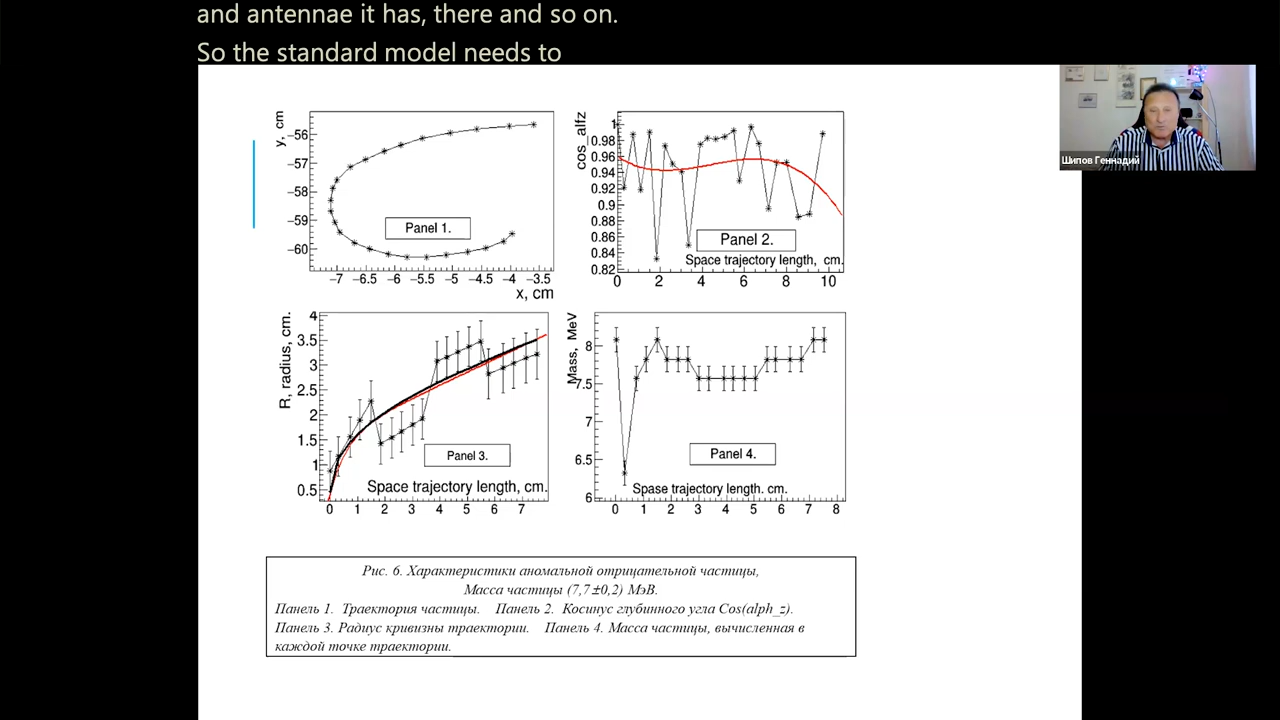 and antennae it has, there and so on.
So the standard model needs to
Шипов Геннадий
y, cm
−56
−57
−58
−59
−60
Panel 1.
−7 −6.5 −6 −5.5 −5 −4.5 −4 −3.5
x, cm
cos_alfz
1
0.98
0.96
0.94
0.92
0.9
0.88
0.86
0.84
0.82
Panel 2.
Space trajectory length, cm.
0 2 4 6 8 10
R, radius, cm.
4
3.5
3
2.5
2
1.5
1
0.5
Panel 3.
Space trajectory length, cm.
0 1 2 3 4 5 6 7
Mass, MeV
8
7.5
7
6.5
6
Panel 4.
Spase trajectory length. cm.
0 1 2 3 4 5 6 7 8
Рис. 6. Характеристики аномальной отрицательной частицы,
Масса частицы (7,7±0,2) МэВ.
Панель 1. Траектория частицы. Панель 2. Косинус глубинного угла Cos(alph_z).
Панель 3. Радиус кривизны траектории. Панель 4. Масса частицы, вычисленная в
каждой точке траектории.